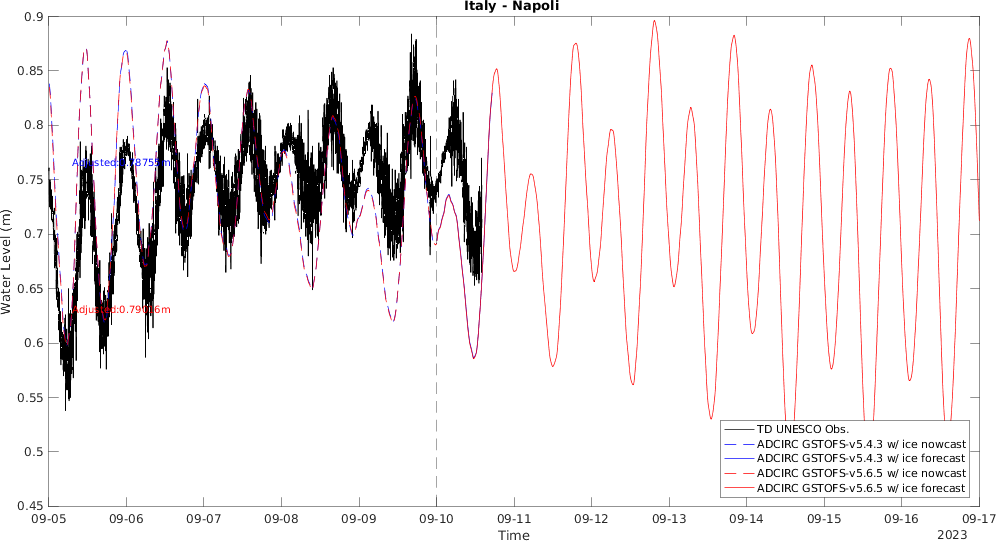 Italy - Napoli
Water Level (m)
0.9
0.85
0.8
0.75
0.7
0.65
0.6
0.55
0.5
0.45
TD UNESCO Obs.
ADCIRC GSTOFS-v5.4.3 w/ ice nowcast
ADCIRC GSTOFS-v5.4.3 w/ ice forecast
ADCIRC GSTOFS-v5.6.5 w/ ice nowcast
ADCIRC GSTOFS-v5.6.5 w/ ice forecast
09-05 09-06 09-07 09-08 09-09 09-10 09-11 09-12 09-13 09-14 09-15 09-16 09-17
Time
2023